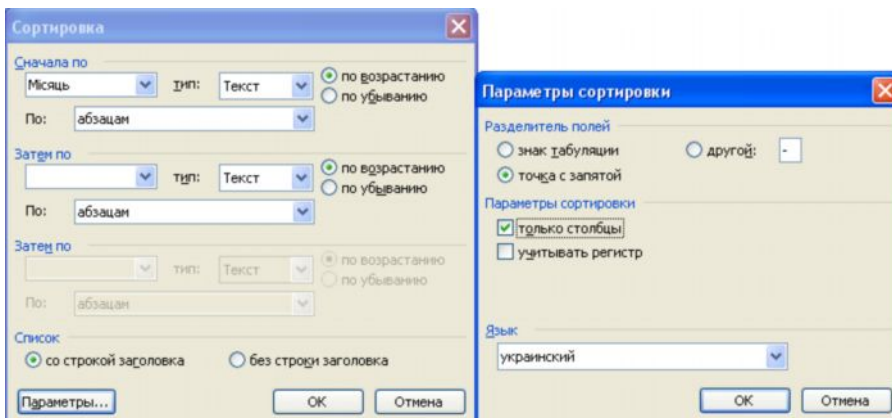 Сортировка
Сначала по
Місяць тип: Текст по возрастанию
по убыванию
По: абзацам
Затем по
тип: Текст по возрастанию
по убыванию
По: абзацам
Затем по
тип: Текст по возрастанию
по убыванию
По: абзацам
Список
со строкой заголовка без строки заголовка
Параметры... ОК Отмена
Параметры сортировки
Разделитель полей
знак табуляции другой: -
точка с запятой
Параметры сортировки
только столбцы
учитывать регистр
Язык
украинский
ОК Отмена